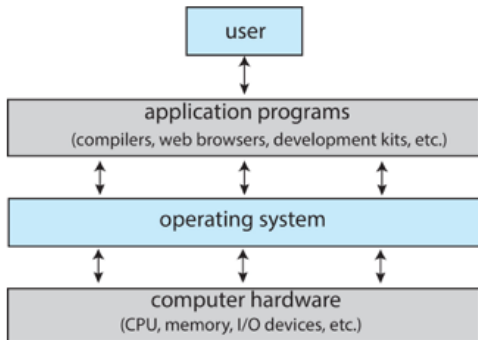 user
application programs
(compilers, web browsers, development kits, etc.)
operating system
computer hardware
(CPU, memory, I/O devices, etc.)